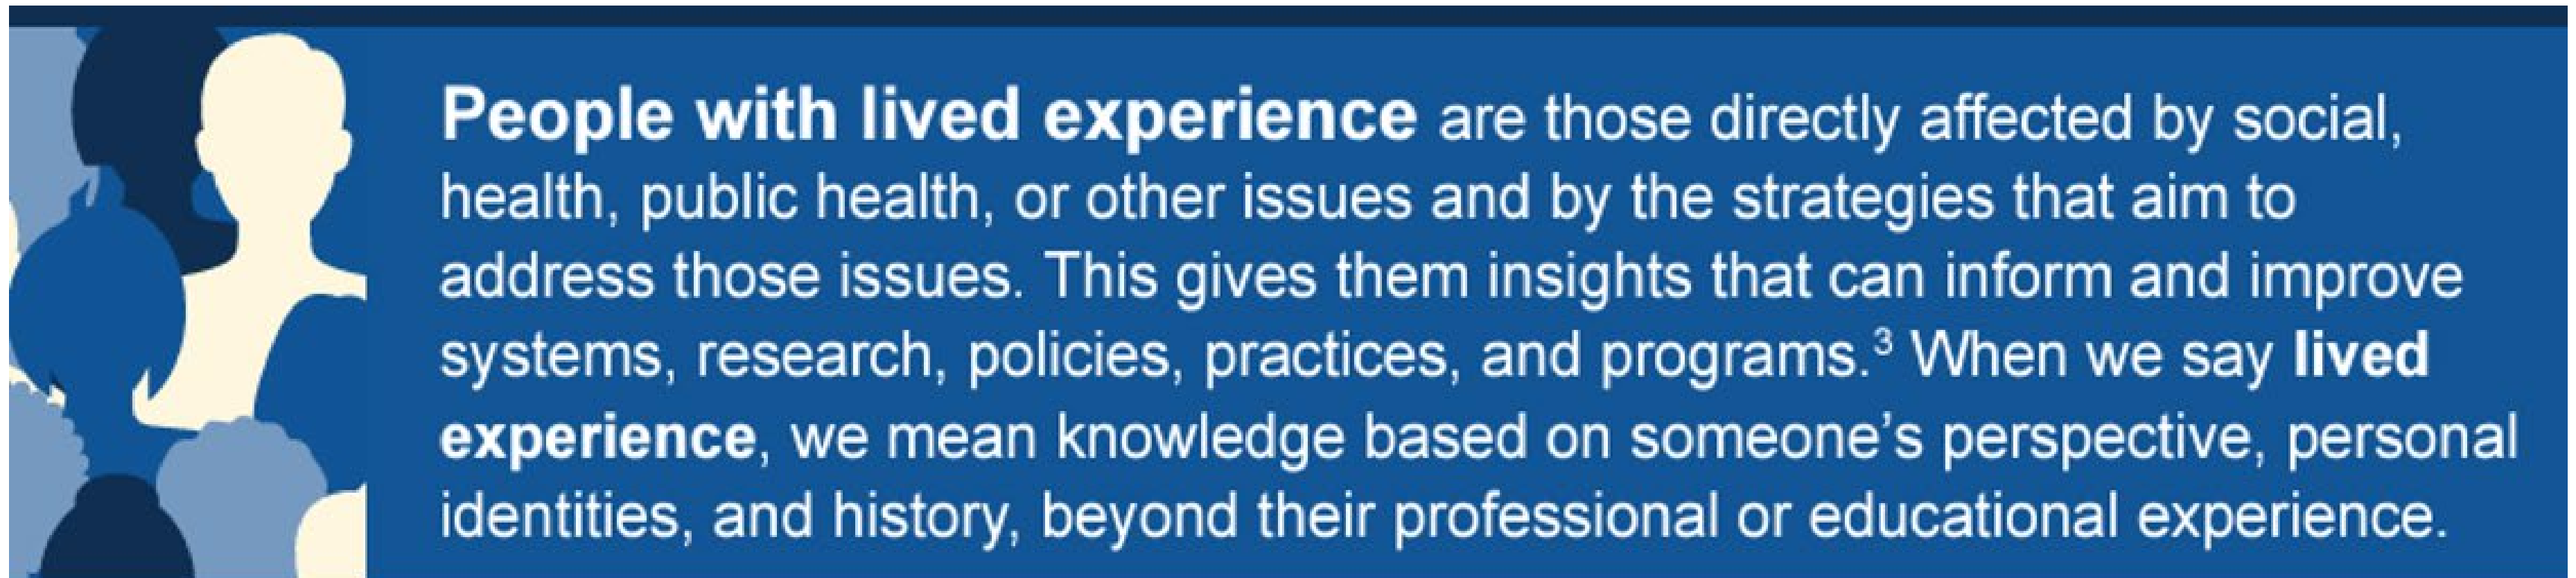 People with lived experience are those directly affected by social,
health, public health, or other issues and by the strategies that aim to
address those issues. This gives them insights that can inform and improve
systems, research, policies, practices, and programs.³ When we say lived
experience, we mean knowledge based on someone’s perspective, personal
identities, and history, beyond their professional or educational experience.